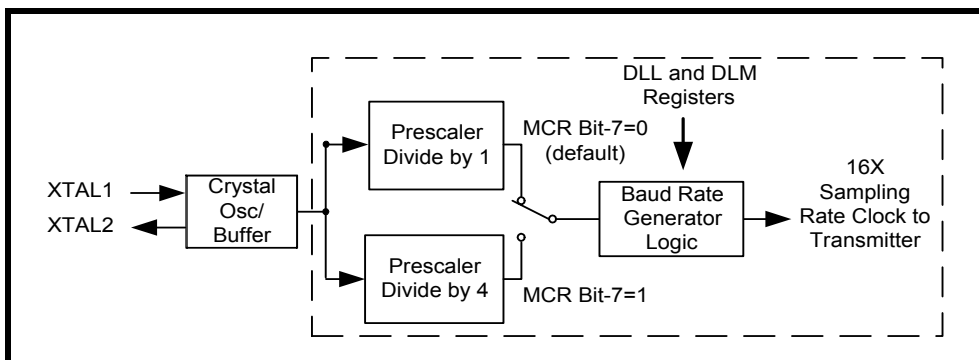 DLL and DLM
Registers
Prescaler
Divide by 1
MCR Bit-7=0
(default)
XTAL1
XTAL2
Crystal
Osc/
Buffer
Baud Rate
Generator
Logic
16X
Sampling
Rate Clock to
Transmitter
Prescaler
Divide by 4
MCR Bit-7=1